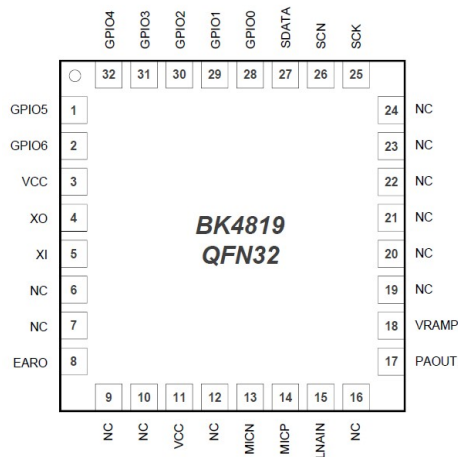 GPIO4 GPIO3 GPIO2 GPIO1 GPIO0 SDATA SCN SCK
32 31 30 29 28 27 26 25
GPIO5 1 24 NC
GPIO6 2 23 NC
VCC 3 22 NC
XO 4 21 NC
BK4819
QFN32
XI 5 20 NC
NC 6 19 NC
NC 7 18 VRAMP
EARO 8 17 PAOUT
9 10 11 12 13 14 15 16
NC NC VCC NC MICN MICP LNAIN NC